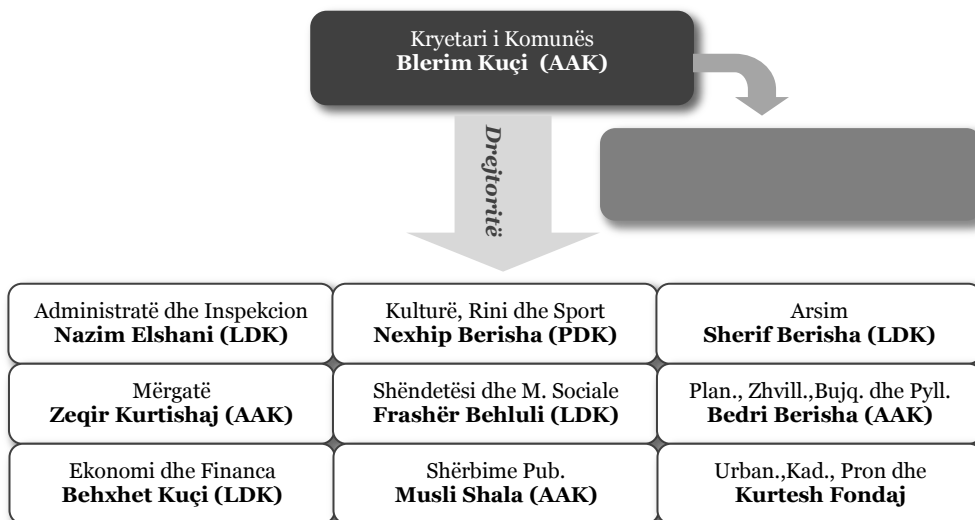 Kryetari i Komunës
Blerim Kuçi (AAK)
Drejtoritë
Administratë dhe Inspekcion
Nazim Elshani (LDK)
Kulturë, Rini dhe Sport
Nexhip Berisha (PDK)
Arsim
Sherif Berisha (LDK)
Mërgatë
Zeqir Kurtishaj (AAK)
Shëndetësi dhe M. Sociale
Frashër Behluli (LDK)
Plan., Zhvill.,Bujq. dhe Pyll.
Bedri Berisha (AAK)
Ekonomi dhe Financa
Behxhet Kuçi (LDK)
Shërbime Pub.
Musli Shala (AAK)
Urban.,Kad., Pron dhe
Kurtesh Fondaj